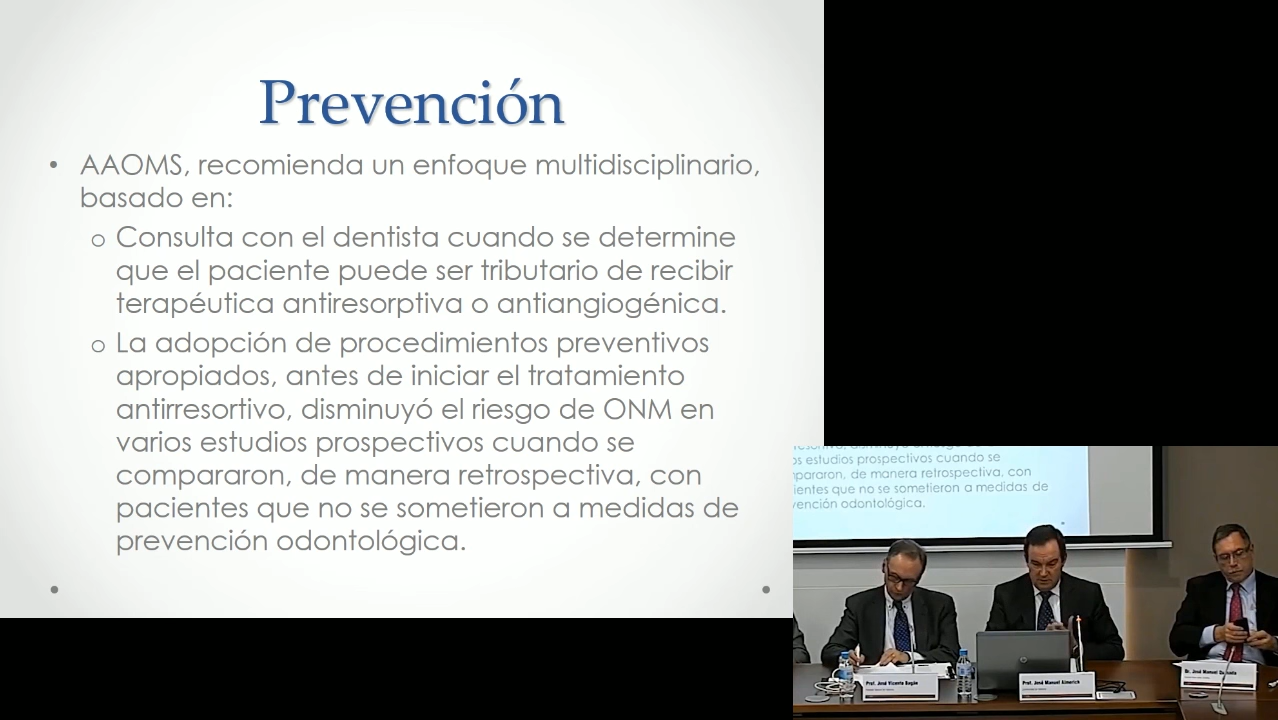 Prevención
• AAOMS, recomienda un enfoque multidisciplinario,
basado en:
o Consulta con el dentista cuando se determine
que el paciente puede ser tributario de recibir
terapéutica antiresorptiva o antiangiogénica.
o La adopción de procedimientos preventivos
apropiados, antes de iniciar el tratamiento
antirresortivo, disminuyó el riesgo de ONM en
varios estudios prospectivos cuando se
compararon, de manera retrospectiva, con
pacientes que no se sometieron a medidas de
prevención odontológica.
estudios prospectivos cuando se
de manera retrospectiva, con
que no se sometieron a medidas de
odontológica.
Prof. José Vicente Bagán
Prof. José Manuel Almerich
Dr. José Manuel